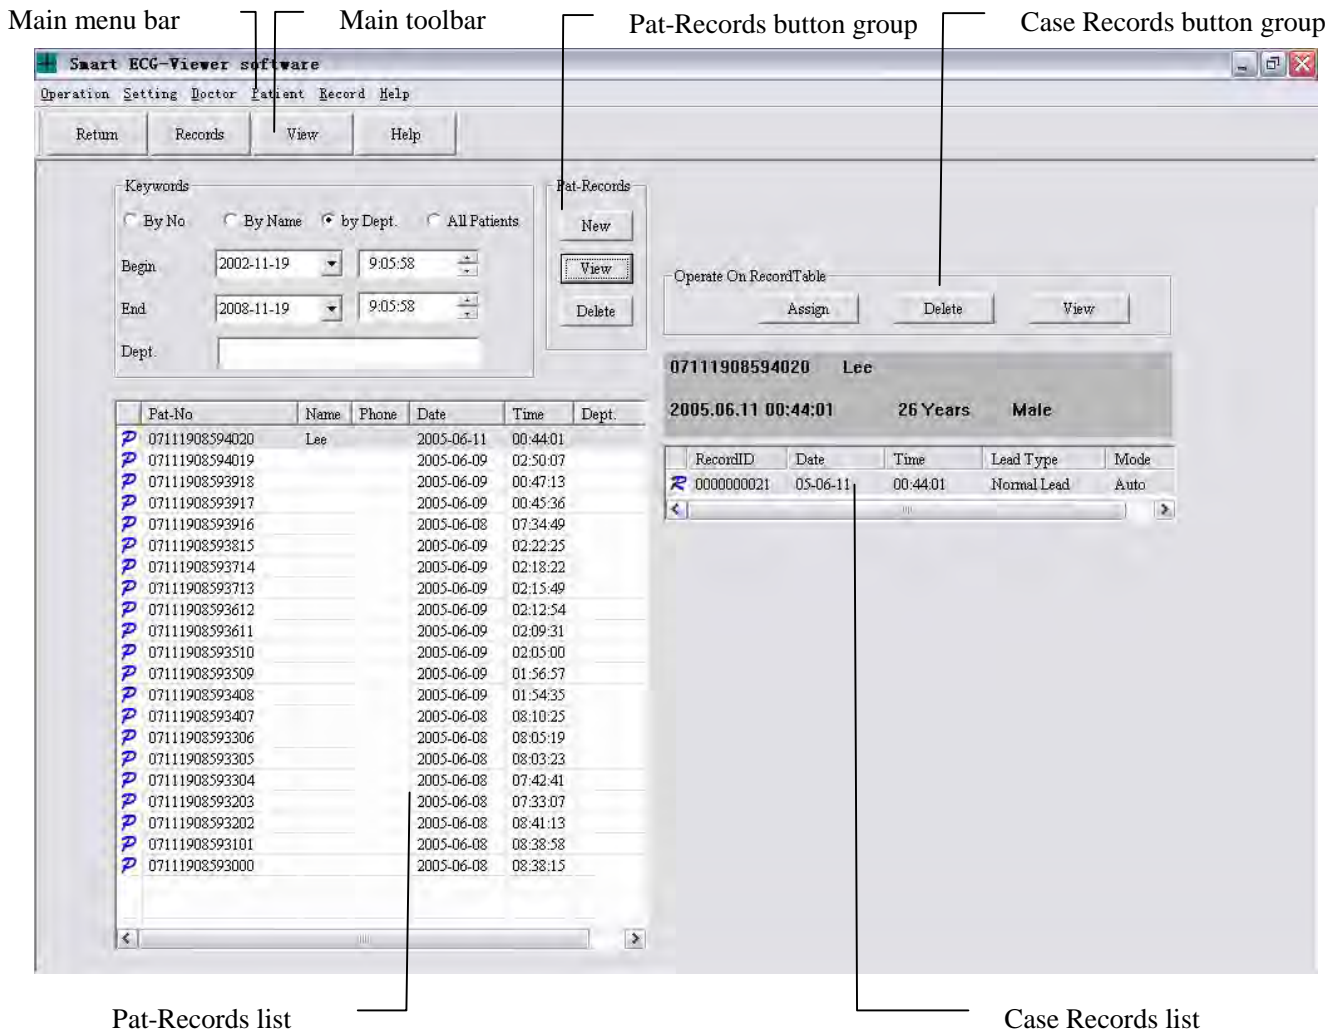 Main menu bar Main toolbar Pat-Records button group Case Records button group
Smart ECG-Viewer software
Operation Setting Doctor Patient Record Help
Return Records View Help
Keywords
By No By Name by Dept. All Patients
Begin 2002-11-19 9:05:58
End 2008-11-19 9:05:58
Dept.
Pat-Records
New
View
Delete
Operate On RecordTable
Assign Delete View
07111908594020 Lee
2005.06.11 00:44:01 26 Years Male
RecordID Date Time Lead Type Mode
R 0000000021 05-06-11 00:44:01 Normal Lead Auto
Pat-No Name Phone Date Time Dept.
P 07111908594020 Lee 2005-06-11 00:44:01
P 07111908594019 2005-06-09 02:50:07
P 07111908593918 2005-06-09 00:47:13
P 07111908593917 2005-06-09 00:45:36
P 07111908593916 2005-06-08 07:34:49
P 07111908593815 2005-06-09 02:22:25
P 07111908593714 2005-06-09 02:18:22
P 07111908593713 2005-06-09 02:15:49
P 07111908593612 2005-06-09 02:12:54
P 07111908593611 2005-06-09 02:09:31
P 07111908593510 2005-06-09 02:05:00
P 07111908593509 2005-06-09 01:56:57
P 07111908593408 2005-06-09 01:54:35
P 07111908593407 2005-06-08 08:10:25
P 07111908593306 2005-06-08 08:05:19
P 07111908593305 2005-06-08 08:03:23
P 07111908593304 2005-06-08 07:42:41
P 07111908593203 2005-06-08 07:33:07
P 07111908593202 2005-06-08 08:41:13
P 07111908593101 2005-06-08 08:38:58
P 07111908593000 2005-06-08 08:38:15
Pat-Records list Case Records list